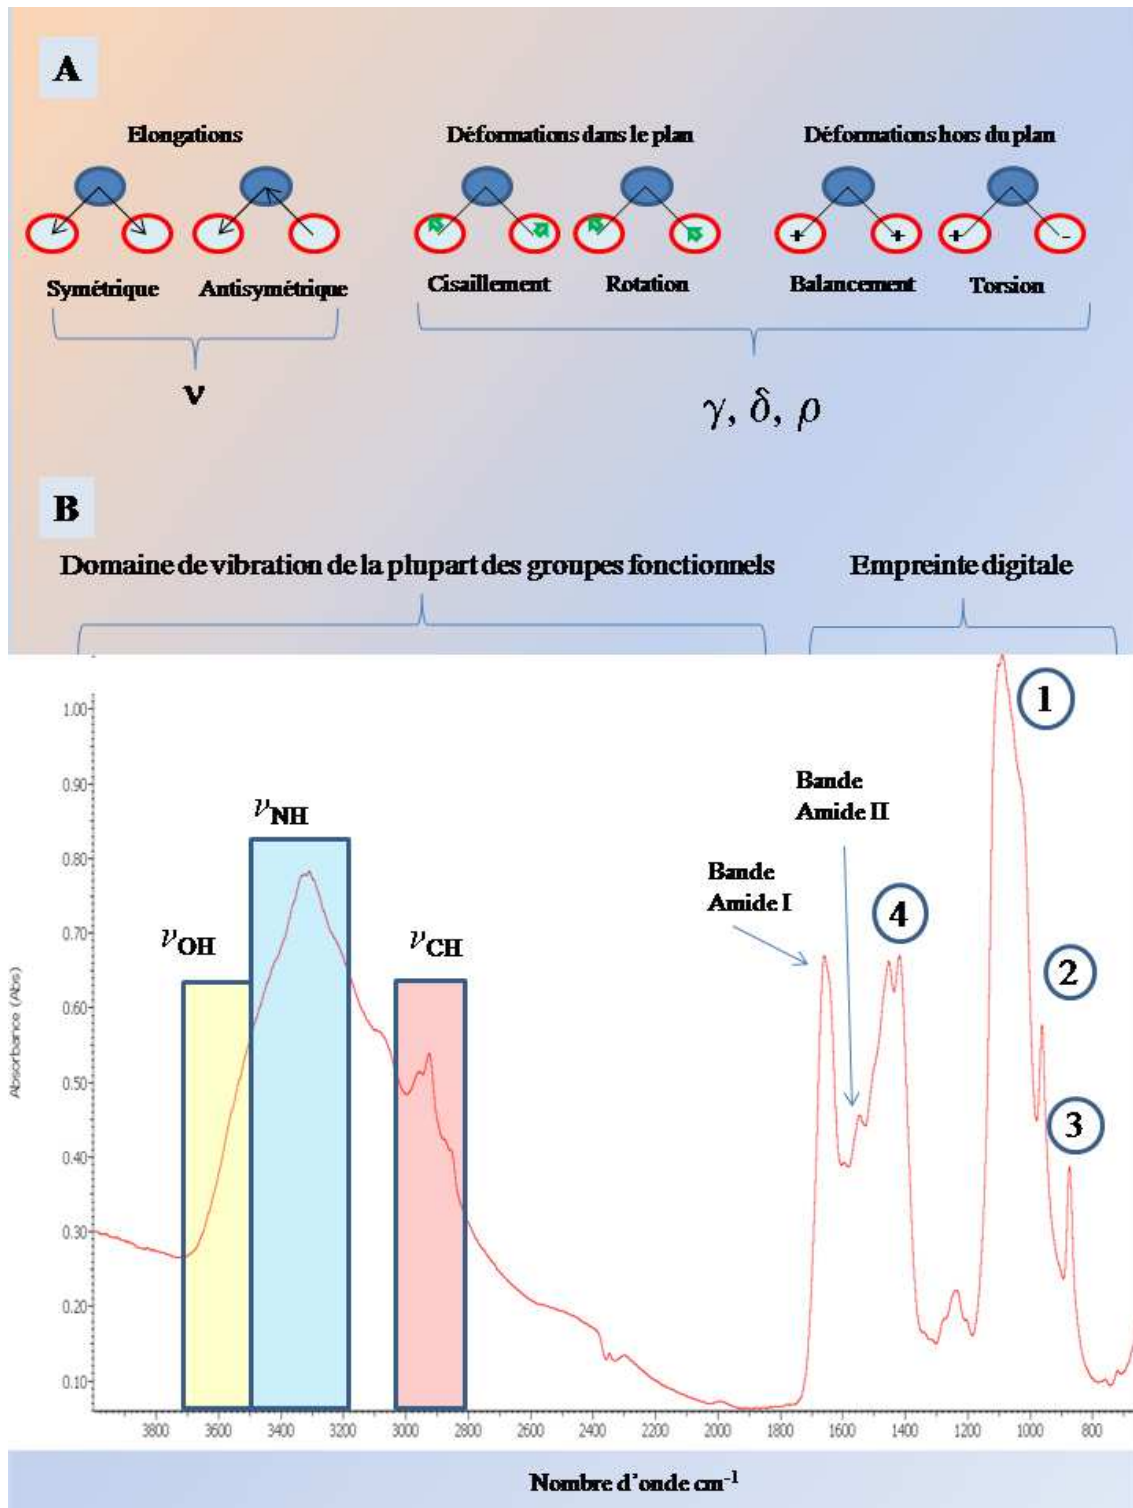 A
Elongations
Déformations dans le plan
Déformations hors du plan
+
+
+
-
Symétrique
Antisymétrique
Cisaillement
Rotation
Balancement
Torsion
ν
γ, δ, ρ
B
Domaine de vibration de la plupart des groupes fonctionnels
Empreinte digitale
1
1.00
Bande
Amide II
0.90
νNH
0.80
Bande
Amide I
4
νOH
νCH
0.70
2
Absorbance (Abs)
0.60
0.50
3
0.40
0.30
0.20
0.10
3800 3600 3400 3200 3000 2800 2600 2400 2200 2000 1800 1600 1400 1200 1000 800
Nombre d'onde cm-1